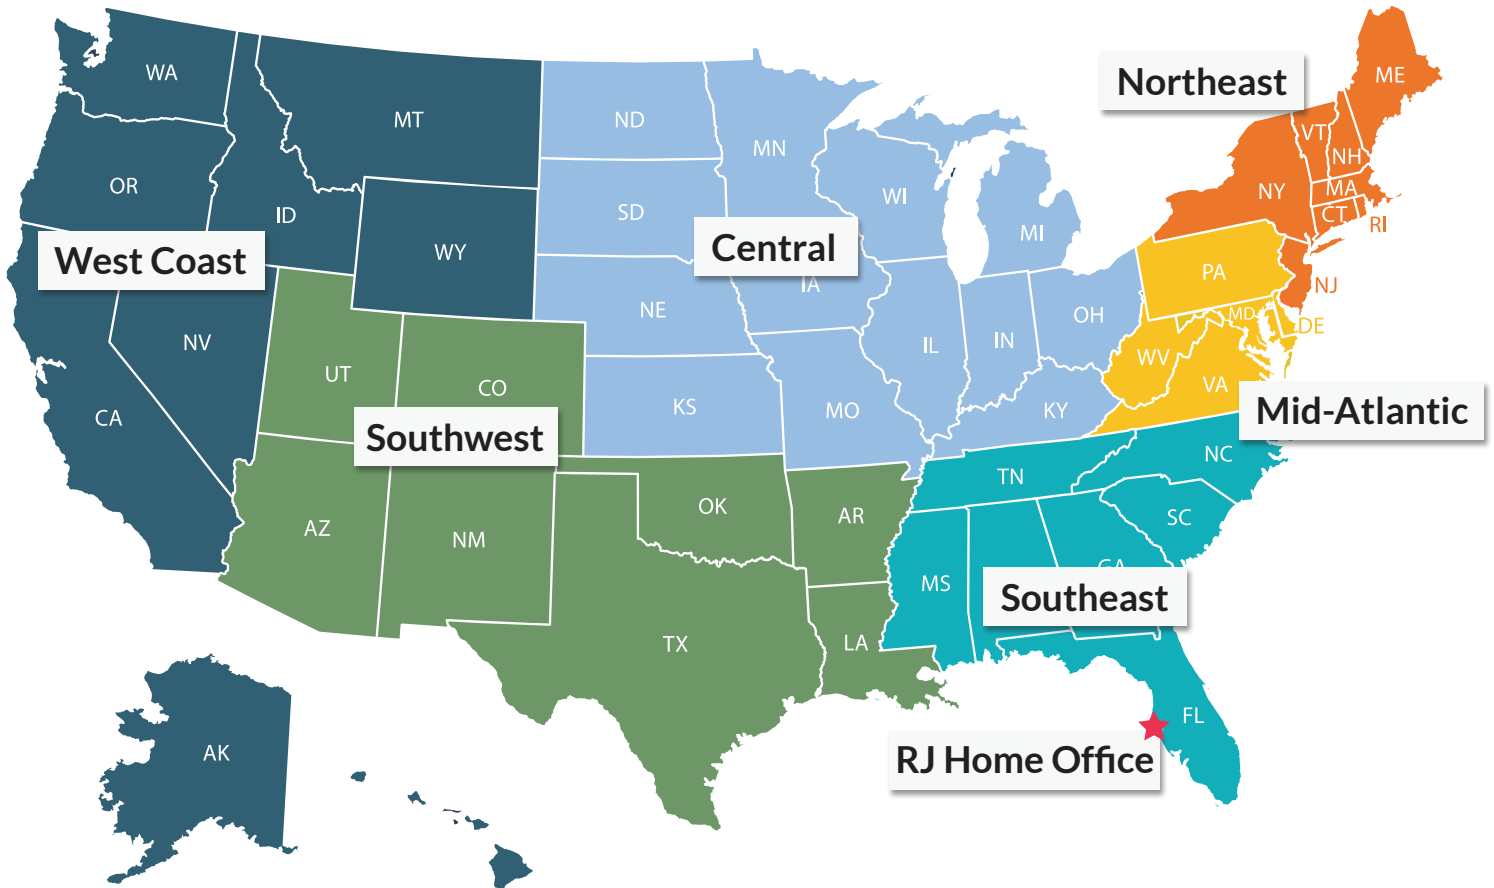 WA
MT
ND
MN
ME
Northeast
VT
NH
OR
ID
SD
WI
NY
MA
CT
RI
West Coast
WY
Central
MI
PA
NJ
IA
NE
OH
MD
DE
NV
UT
CO
IL
IN
WV
VA
CA
KS
MO
KY
Mid-Atlantic
Southwest
NC
TN
AZ
NM
OK
AR
SC
GA
MS
Southeast
TX
LA
FL
AK
RJ Home Office